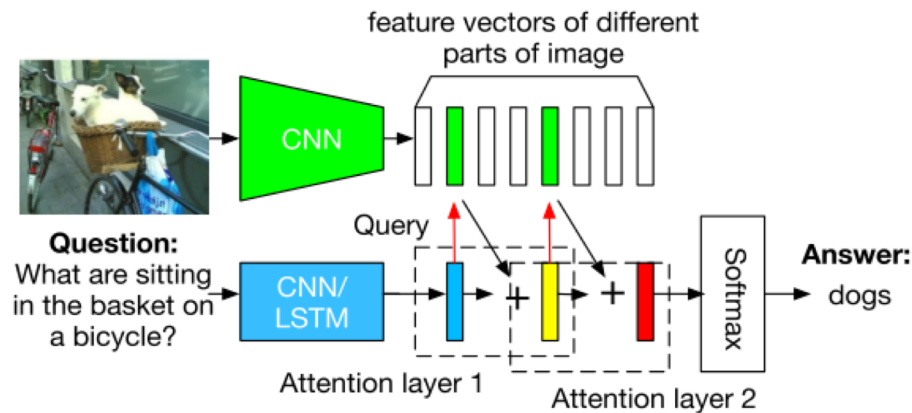 feature vectors of different
parts of image
CNN
Query
Question:
What are sitting
in the basket on
a bicycle?
CNN/
LSTM
+
+
Softmax
Answer:
dogs
Attention layer 1
Attention layer 2